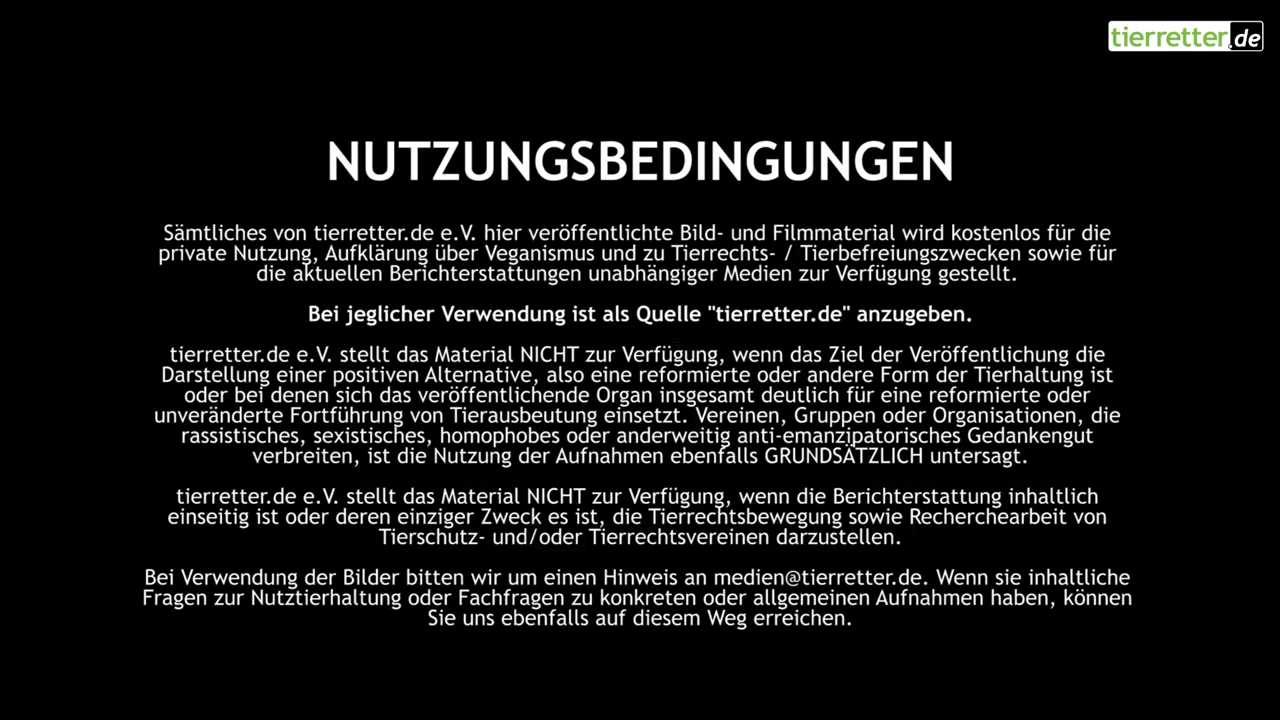 tierretter.de
NUTZUNGSBEDINGUNGEN
Sämtliches von tierretter.de e.V. hier veröffentlichte Bild- und Filmmaterial wird kostenlos für die
private Nutzung, Aufklärung über Veganismus und zu Tierrechts- / Tierbefreiungszwecken sowie für
die aktuellen Berichterstattungen unabhängiger Medien zur Verfügung gestellt.
Bei jeglicher Verwendung ist als Quelle "tierretter.de" anzugeben.
tierretter.de e.V. stellt das Material NICHT zur Verfügung, wenn das Ziel der Veröffentlichung die
Darstellung einer positiven Alternative, also eine reformierte oder andere Form der Tierhaltung ist
oder bei denen sich das veröffentlichende Organ insgesamt deutlich für eine reformierte oder
unveränderte Fortführung von Tierausbeutung einsetzt. Vereinen, Gruppen oder Organisationen, die
rassistisches, sexistisches, homophobes oder anderweitig anti-emanzipatorisches Gedankengut
verbreiten, ist die Nutzung der Aufnahmen ebenfalls GRUNDSÄTZLICH untersagt.
tierretter.de e.V. stellt das Material NICHT zur Verfügung, wenn die Berichterstattung inhaltlich
einseitig ist oder deren einziger Zweck es ist, die Tierrechtsbewegung sowie Recherchearbeit von
Tierschutz- und/oder Tierrechtsvereinen darzustellen.
Bei Verwendung der Bilder bitten wir um einen Hinweis an medien@tierretter.de. Wenn sie inhaltliche
Fragen zur Nutztierhaltung oder Fachfragen zu konkreten oder allgemeinen Aufnahmen haben, können
Sie uns ebenfalls auf diesem Weg erreichen.